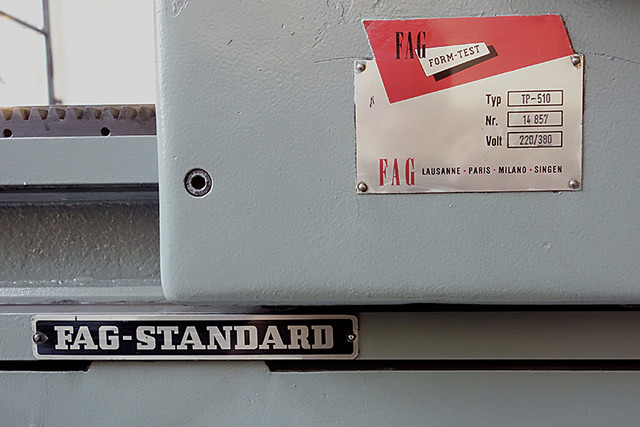 FAG
FORM-TEST
Typ TP-510
Nr. 14 857
Volt 220/380
FAG LAUSANNE · PARIS · MILANO · SINGEN
FAG-STANDARD